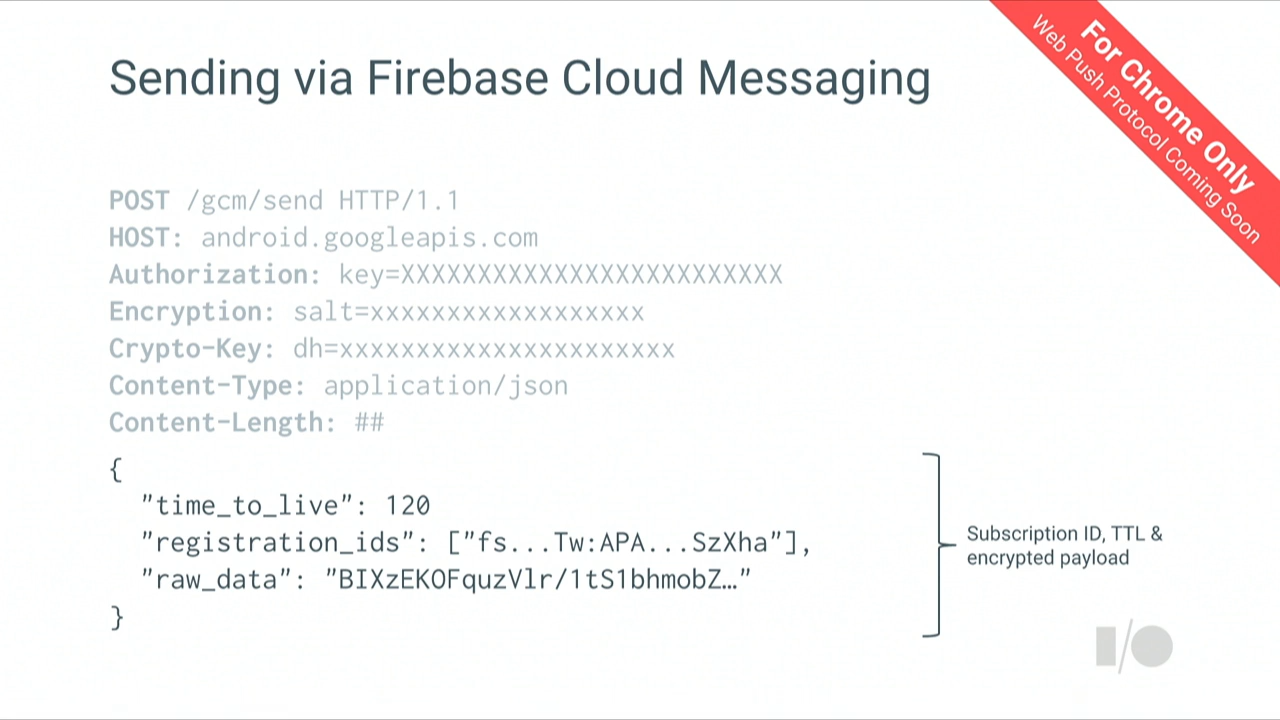 Sending via Firebase Cloud Messaging
For Chrome Only
Web Push Protocol Coming Soon
POST /gcm/send HTTP/1.1
HOST: android.googleapis.com
Authorization: key=XXXXXXXXXXXXXXXXXXXXXXXXX
Encryption: salt=xxxxxxxxxxxxxxxxxx
Crypto-Key: dh=xxxxxxxxxxxxxxxxxxxxxx
Content-Type: application/json
Content-Length: ##
{
"time_to_live": 120
"registration_ids": ["fs...Tw:APA...SzXha"],
"raw_data": "BIXzEKOFquzVlr/1tS1bhmobZ…"
}
Subscription ID, TTL &
encrypted payload
I/O